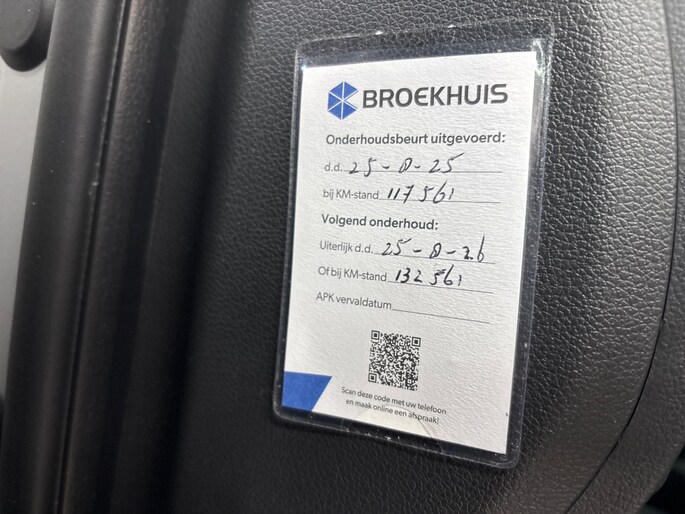 BROEKHUIS
Onderhoudsbeurt uitgevoerd:
d.d. 25-8-25
bij KM-stand 117561
Volgend onderhoud:
Uiterlijk d.d. 25-8-26
Of bij KM-stand 132561
APK vervaldatum
Scan deze code met uw telefoon
en maak online een afspraak!